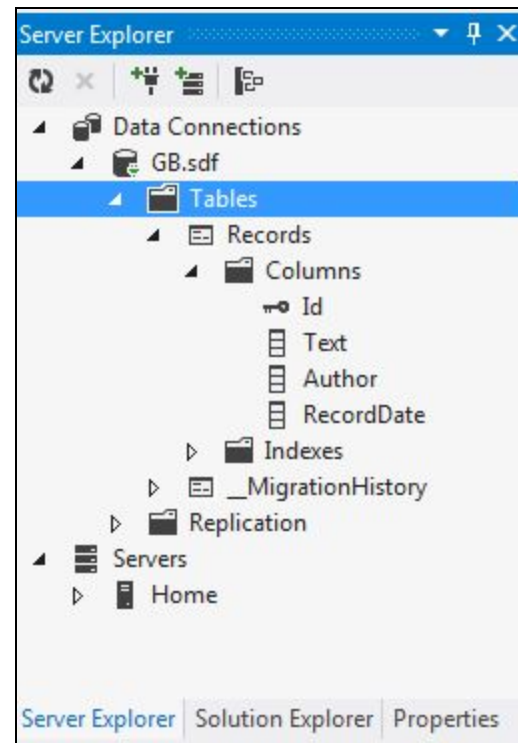 Server Explorer
Data Connections
GB.sdf
Tables
Records
Columns
Id
Text
Author
RecordDate
Indexes
__MigrationHistory
Replication
Servers
Home
Server Explorer Solution Explorer Properties